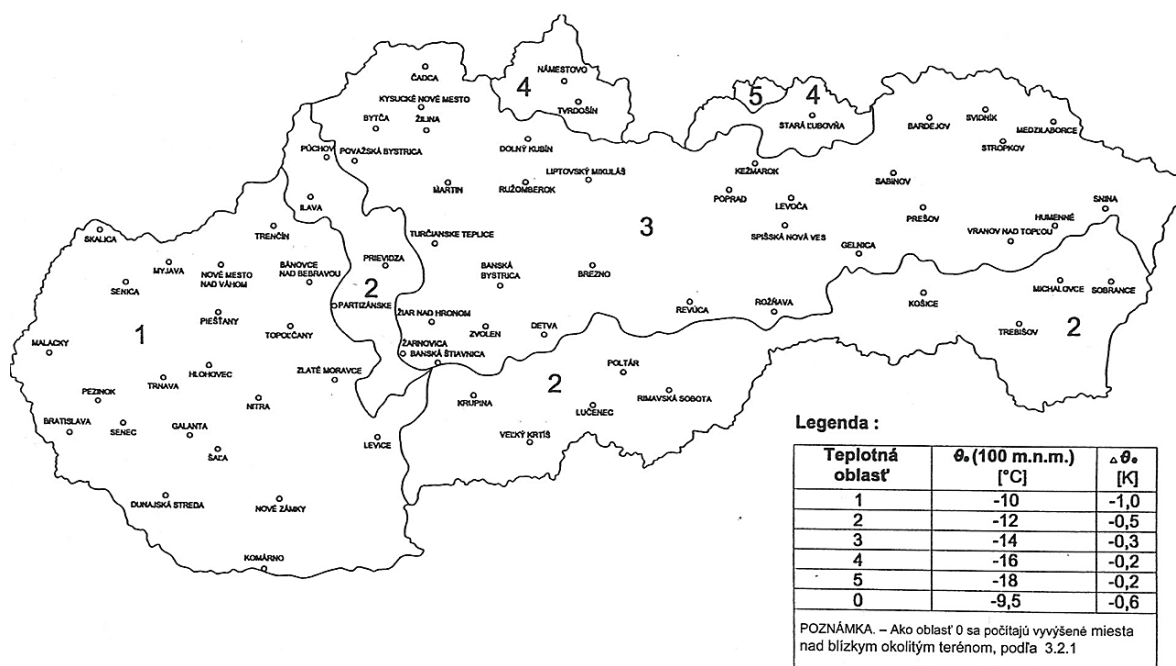 NÁMESTOVO
ČADCA
4
5
4
KYSUCKÉ NOVÉ MESTO
TVRDOŠÍN
BYTČA
ŽILINA
STARÁ ĽUBOVŇA
BARDEJOV
SVIDNÍK
MEDZILABORCE
STROPKOV
PÚCHOV
POVAŽSKÁ BYSTRICA
DOLNÝ KUBÍN
LIPTOVSKÝ MIKULÁŠ
KEŽMAROK
SABINOV
MARTIN
RUŽOMBEROK
POPRAD
LEVOČA
ILAVA
PREŠOV
SNINA
3
SKALICA
TRENČÍN
TURČIANSKE TEPLICE
SPIŠSKÁ NOVÁ VES
GELNICA
VRANOV NAD TOPĽOU
HUMENNÉ
MYJAVA
NOVÉ MESTO
NAD VÁHOM
BÁNOVCE
NAD BEBRAVOU
PRIEVIDZA
BANSKÁ
BYSTRICA
BREZNO
SENICA
2
PARTIZÁNSKE
REVÚCA
ROŽŇAVA
KOŠICE
MICHALOVCE
SOBRANCE
1
PIEŠŤANY
TOPOĽČANY
ŽIAR NAD HRONOM
ZVOLEN
DETVA
TREBIŠOV
2
MALACKY
ŽARNOVICA
BANSKÁ ŠTIAVNICA
HLOHOVEC
TRNAVA
ZLATÉ MORAVCE
POLTÁR
2
RIMAVSKÁ SOBOTA
PEZINOK
NITRA
KRUPINA
LUČENEC
BRATISLAVA
SENEC
GALANTA
LEVICE
VEĽKÝ KRTÍŠ
ŠAĽA
DUNAJSKÁ STREDA
NOVÉ ZÁMKY
KOMÁRNO
Legenda :
Teplotná oblasť θₑ (100 m.n.m.) [°C] △θₑ [K]
1 -10 -1,0
2 -12 -0,5
3 -14 -0,3
4 -16 -0,2
5 -18 -0,2
0 -9,5 -0,6
POZNÁMKA. – Ako oblasť 0 sa počítajú vyvýšené miesta
nad blízkym okolitým terénom, podľa 3.2.1